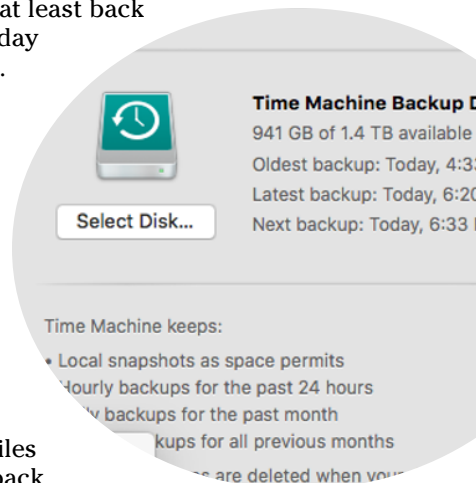 at least back
day
.
Time Machine Backup D
941 GB of 1.4 TB available
Oldest backup: Today, 4:33
Latest backup: Today, 6:20
Select Disk...
Next backup: Today, 6:33
Time Machine keeps:
• Local snapshots as space permits
Hourly backups for the past 24 hours
backups for the past month
kups for all previous months
iles
are deleted when your
back